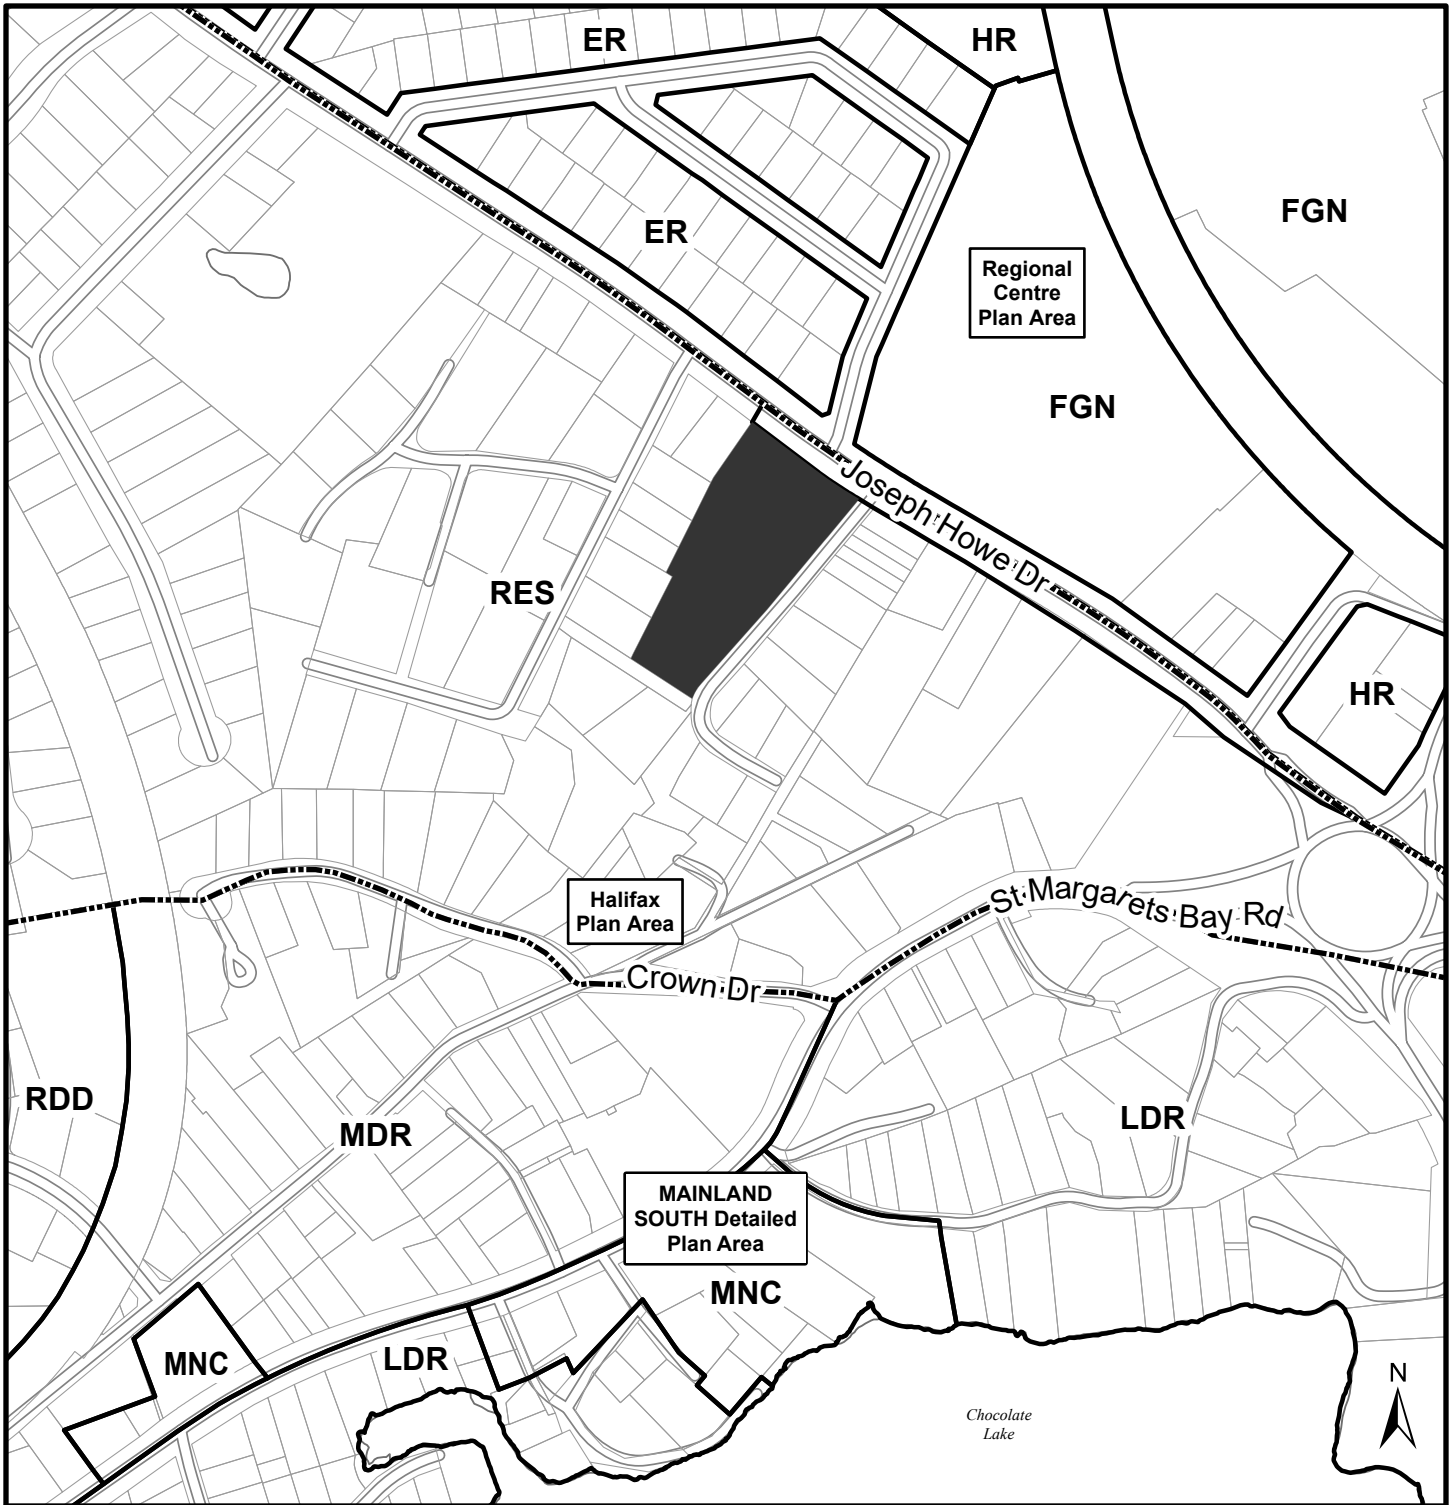 ER
HR
FGN
ER
Regional
Centre
Plan Area
FGN
Joseph Howe Dr
RES
HR
Halifax
Plan Area
St Margarets Bay Rd
Crown Dr
RDD
MDR
LDR
MAINLAND
SOUTH Detailed
Plan Area
MNC
MNC
LDR
N
Chocolate
Lake